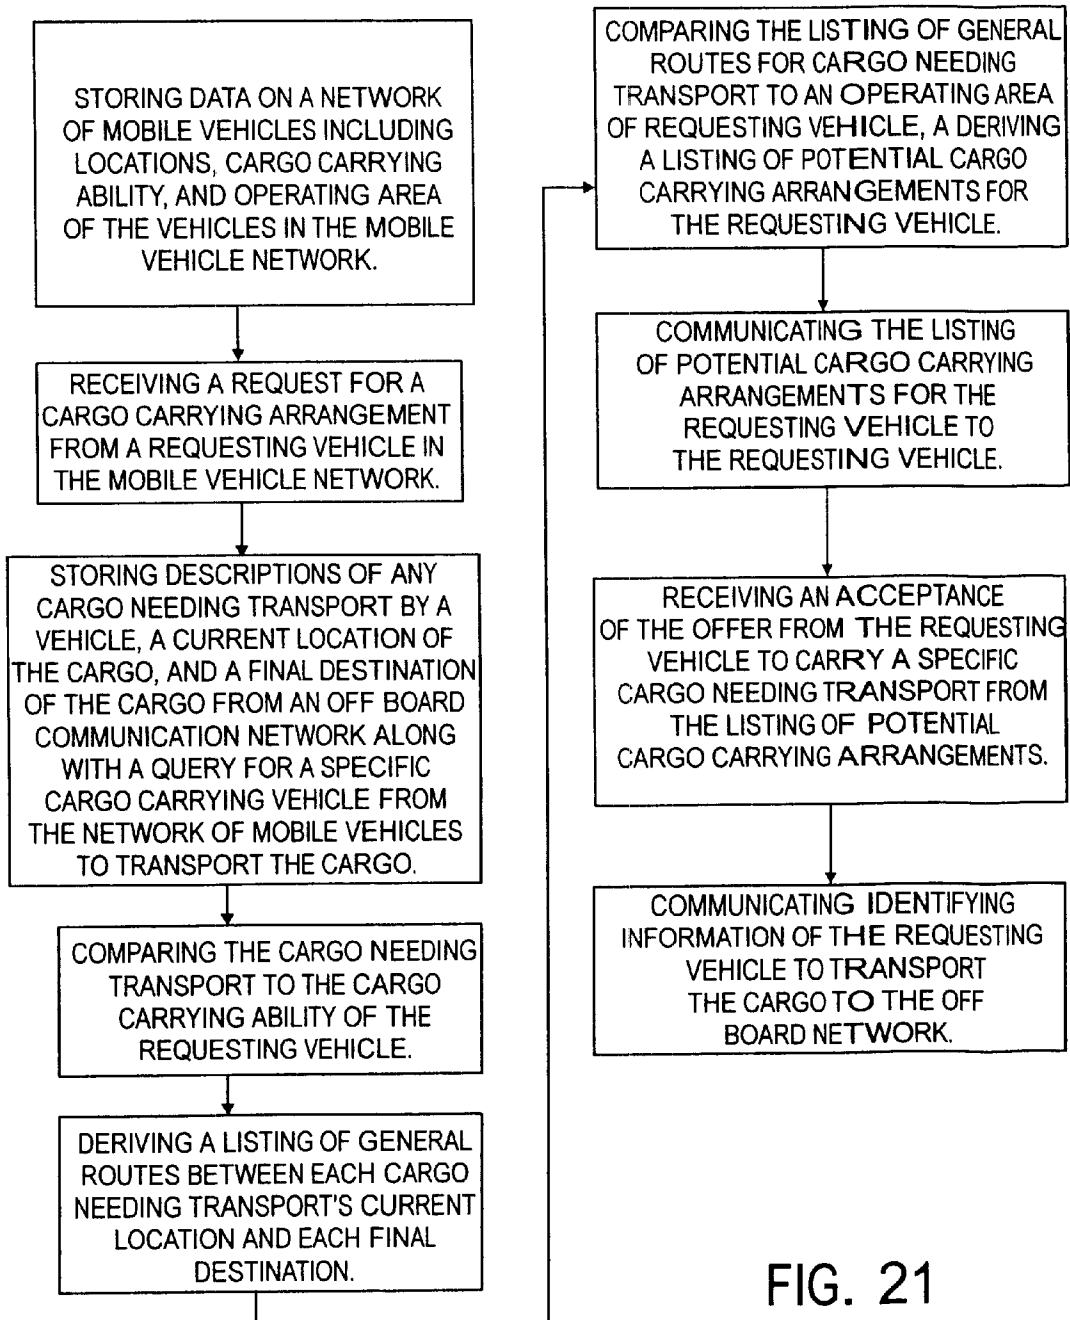 STORING DATA ON A NETWORK
OF MOBILE VEHICLES INCLUDING
LOCATIONS, CARGO CARRYING
ABILITY, AND OPERATING AREA
OF THE VEHICLES IN THE MOBILE
VEHICLE NETWORK.
RECEIVING A REQUEST FOR A
CARGO CARRYING ARRANGEMENT
FROM A REQUESTING VEHICLE IN
THE MOBILE VEHICLE NETWORK.
STORING DESCRIPTIONS OF ANY
CARGO NEEDING TRANSPORT BY A
VEHICLE, A CURRENT LOCATION OF
THE CARGO, AND A FINAL DESTINATION
OF THE CARGO FROM AN OFF BOARD
COMMUNICATION NETWORK ALONG
WITH A QUERY FOR A SPECIFIC
CARGO CARRYING VEHICLE FROM
THE NETWORK OF MOBILE VEHICLES
TO TRANSPORT THE CARGO.
COMPARING THE CARGO NEEDING
TRANSPORT TO THE CARGO
CARRYING ABILITY OF THE
REQUESTING VEHICLE.
DERIVING A LISTING OF GENERAL
ROUTES BETWEEN EACH CARGO
NEEDING TRANSPORT'S CURRENT
LOCATION AND EACH FINAL
DESTINATION.
COMPARING THE LISTING OF GENERAL
ROUTES FOR CARGO NEEDING
TRANSPORT TO AN OPERATING AREA
OF REQUESTING VEHICLE, A DERIVING
A LISTING OF POTENTIAL CARGO
CARRYING ARRANGEMENTS FOR
THE REQUESTING VEHICLE.
COMMUNICATING THE LISTING
OF POTENTIAL CARGO CARRYING
ARRANGEMENTS FOR THE
REQUESTING VEHICLE TO
THE REQUESTING VEHICLE.
RECEIVING AN ACCEPTANCE
OF THE OFFER FROM THE REQUESTING
VEHICLE TO CARRY A SPECIFIC
CARGO NEEDING TRANSPORT FROM
THE LISTING OF POTENTIAL
CARGO CARRYING ARRANGEMENTS.
COMMUNICATING IDENTIFYING
INFORMATION OF THE REQUESTING
VEHICLE TO TRANSPORT
THE CARGO TO THE OFF
BOARD NETWORK.
FIG. 21